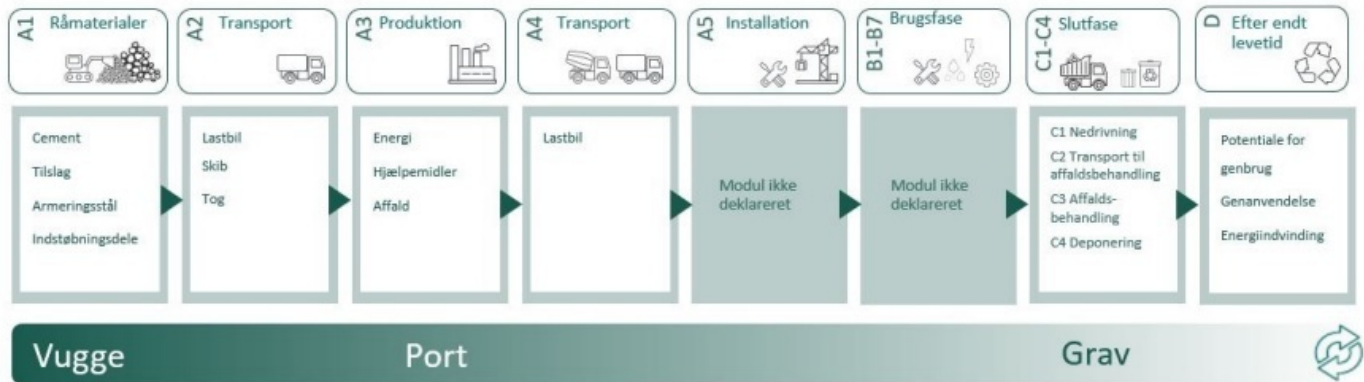 A1 Råmaterialer
A2 Transport
A3 Produktion
A4 Transport
A5 Installation
B1-B7 Brugsfase
C1-C4 Slutfase
D Efter endt
levetid
Cement
Tilslag
Armeringsstål
Indstøbningsdele
Lastbil
Skib
Tog
Energi
Hjælpemidler
Affald
Lastbil
Modul ikke
deklareret
Modul ikke
deklareret
C1 Nedrivning
C2 Transport til
affaldsbehandling
C3 Affalds-
behandling
C4 Deponering
Potentiale for
genbrug
Genanvendelse
Energiindvinding
Vugge
Port
Grav